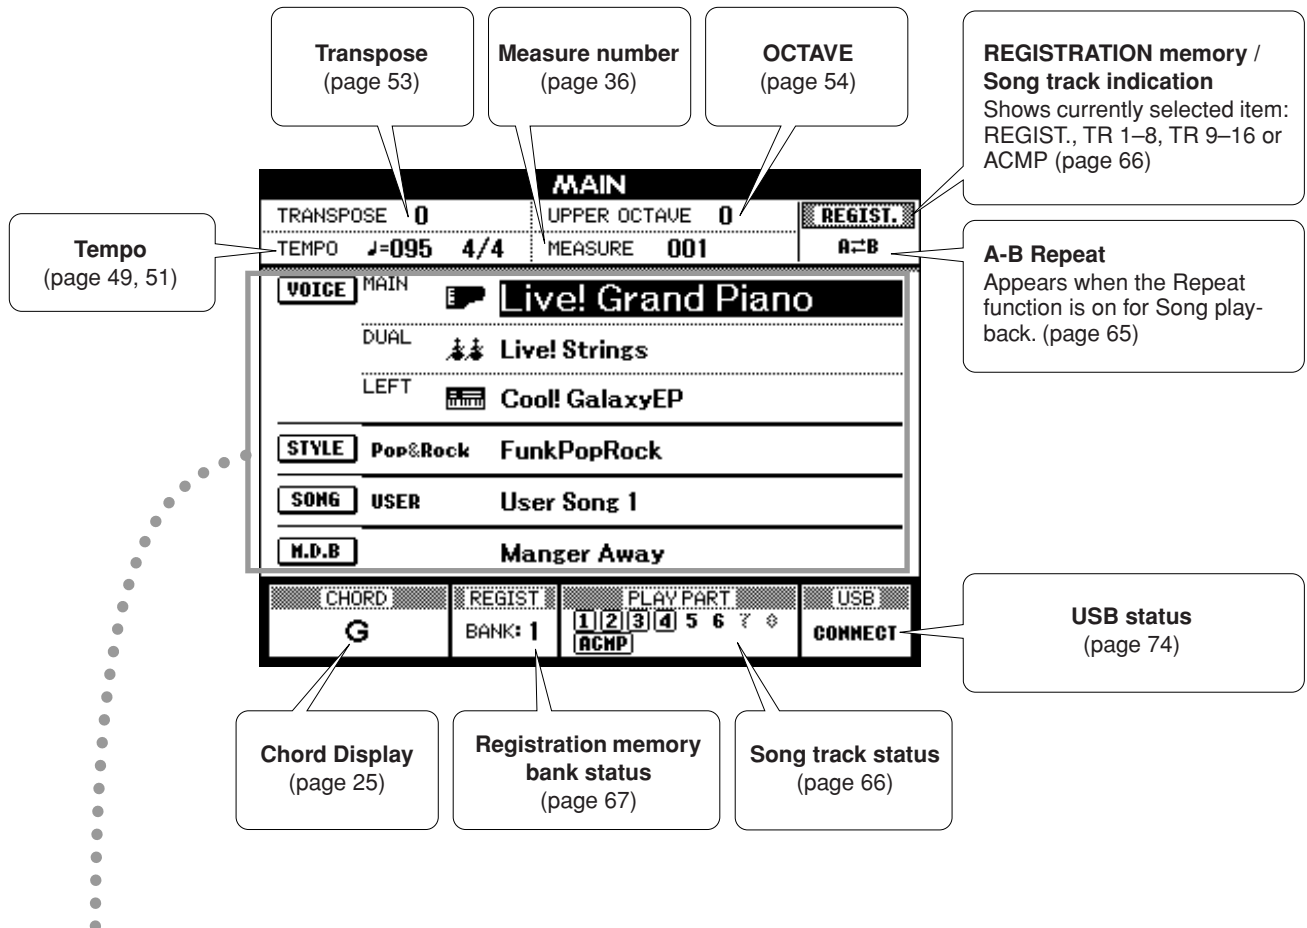 Transpose
(page 53)
Measure number
(page 36)
OCTAVE
(page 54)
REGISTRATION memory /
Song track indication
Shows currently selected item:
REGIST., TR 1–8, TR 9–16 or
ACMP (page 66)
Tempo
(page 49, 51)
A-B Repeat
Appears when the Repeat
function is on for Song play-
back. (page 65)
MAIN
TRANSPOSE 0 UPPER OCTAVE 0 REGIST.
TEMPO ♩=095 4/4 MEASURE 001 A⇄B
VOICE MAIN Live! Grand Piano
DUAL Live! Strings
LEFT Cool! GalaxyEP
STYLE Pop&Rock FunkPopRock
SONG USER User Song 1
M.D.B Manger Away
CHORD REGIST PLAY PART USB
G BANK: 1 1 2 3 4 5 6 7 8 CONNECT
ACMP
USB status
(page 74)
Chord Display
(page 25)
Registration memory
bank status
(page 67)
Song track status
(page 66)